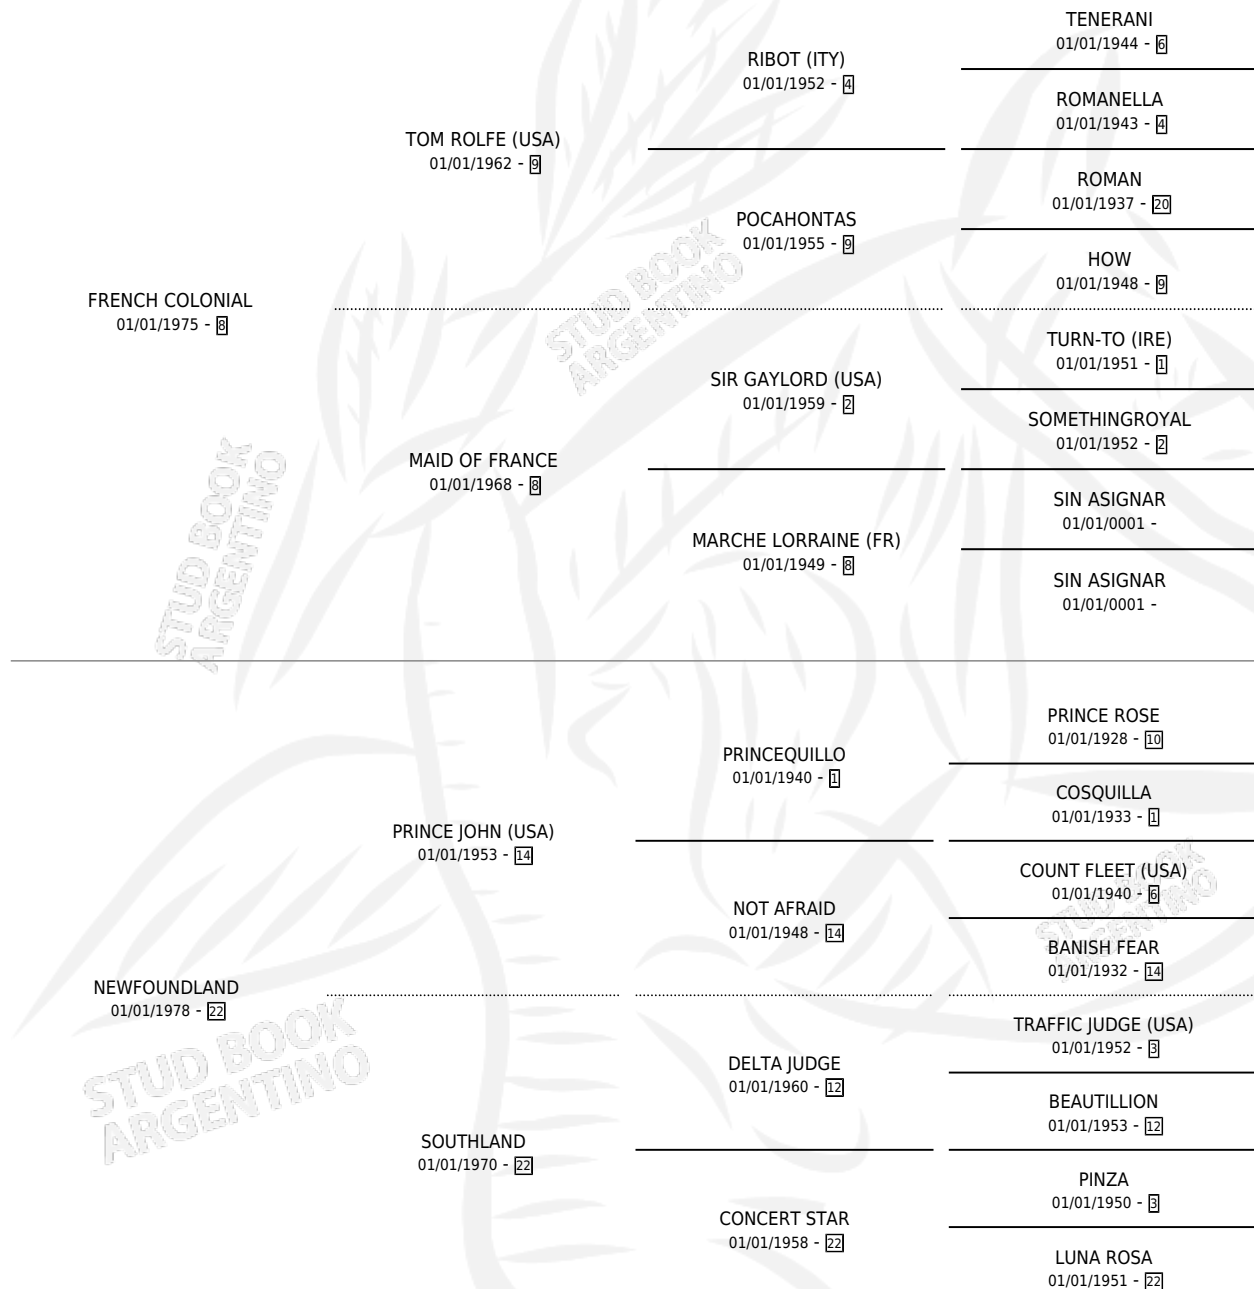 TENERANI
01/01/1944 - 6
RIBOT (ITY)
01/01/1952 - 4
ROMANELLA
01/01/1943 - 4
TOM ROLFE (USA)
01/01/1962 - 9
ROMAN
01/01/1937 - 20
POCAHONTAS
01/01/1955 - 9
HOW
01/01/1948 - 9
FRENCH COLONIAL
01/01/1975 - 8
STUD BOOK
ARGENTINO
TURN-TO (IRE)
01/01/1951 - 1
SIR GAYLORD (USA)
01/01/1959 - 2
SOMETHINGROYAL
01/01/1952 - 2
MAID OF FRANCE
01/01/1968 - 8
SIN ASIGNAR
01/01/0001 -
MARCHE LORRAINE (FR)
01/01/1949 - 8
SIN ASIGNAR
01/01/0001 -
STUD BOOK
ARGENTINO
PRINCE ROSE
01/01/1928 - 10
PRINCEQUILLO
01/01/1940 - 1
COSQUILLA
01/01/1933 - 1
PRINCE JOHN (USA)
01/01/1953 - 14
COUNT FLEET (USA)
01/01/1940 - 6
STUD BOOK
ARGENTINO
NOT AFRAID
01/01/1948 - 14
BANISH FEAR
01/01/1932 - 14
NEWFOUNDLAND
01/01/1978 - 22
STUD BOOK
ARGENTINO
TRAFFIC JUDGE (USA)
01/01/1952 - 3
DELTA JUDGE
01/01/1960 - 12
BEAUTILLION
01/01/1953 - 12
SOUTHLAND
01/01/1970 - 22
PINZA
01/01/1950 - 3
CONCERT STAR
01/01/1958 - 22
LUNA ROSA
01/01/1951 - 22